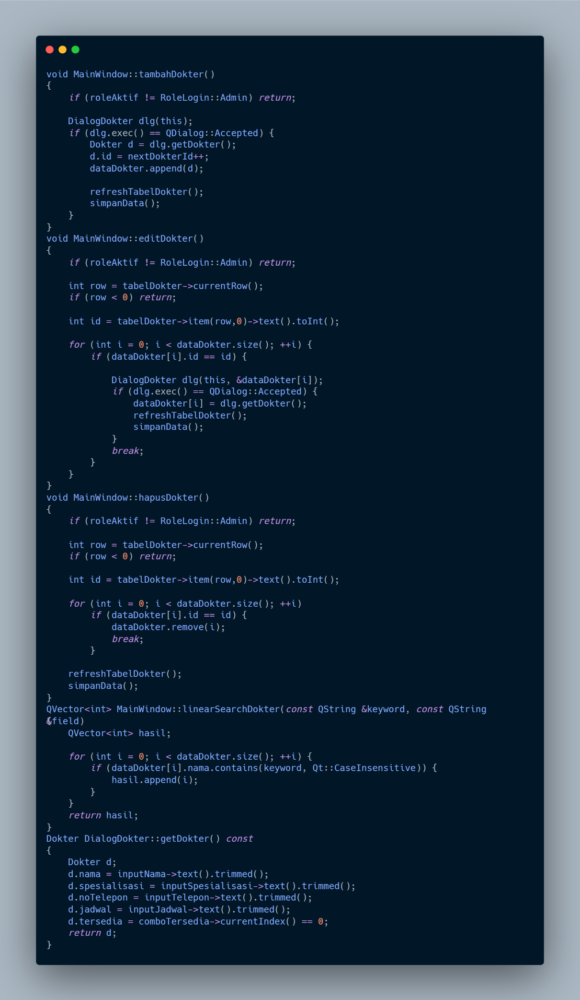 void MainWindow::tambahDokter()
{
    if (roleAktif != RoleLogin::Admin) return;

    DialogDokter dlg(this);
    if (dlg.exec() == QDialog::Accepted) {
        Dokter d = dlg.getDokter();
        d.id = nextDokterId++;
        dataDokter.append(d);

        refreshTabelDokter();
        simpanData();
    }
}
void MainWindow::editDokter()
{
    if (roleAktif != RoleLogin::Admin) return;

    int row = tabelDokter->currentRow();
    if (row < 0) return;

    int id = tabelDokter->item(row,0)->text().toInt();

    for (int i = 0; i < dataDokter.size(); ++i) {
        if (dataDokter[i].id == id) {

            DialogDokter dlg(this, &dataDokter[i]);
            if (dlg.exec() == QDialog::Accepted) {
                dataDokter[i] = dlg.getDokter();
                refreshTabelDokter();
                simpanData();
            }
            break;
        }
    }
}
void MainWindow::hapusDokter()
{
    if (roleAktif != RoleLogin::Admin) return;

    int row = tabelDokter->currentRow();
    if (row < 0) return;

    int id = tabelDokter->item(row,0)->text().toInt();

    for (int i = 0; i < dataDokter.size(); ++i)
        if (dataDokter[i].id == id) {
            dataDokter.remove(i);
            break;
        }

    refreshTabelDokter();
    simpanData();
}
QVector<int> MainWindow::linearSearchDokter(const QString &keyword, const QString
&field)
{
    QVector<int> hasil;

    for (int i = 0; i < dataDokter.size(); ++i) {
        if (dataDokter[i].nama.contains(keyword, Qt::CaseInsensitive)) {
            hasil.append(i);
        }
    }
    return hasil;
}
Dokter DialogDokter::getDokter() const
{
    Dokter d;
    d.nama = inputNama->text().trimmed();
    d.spesialisasi = inputSpesialisasi->text().trimmed();
    d.noTelepon = inputTelepon->text().trimmed();
    d.jadwal = inputJadwal->text().trimmed();
    d.tersedia = comboTersedia->currentIndex() == 0;
    return d;
}